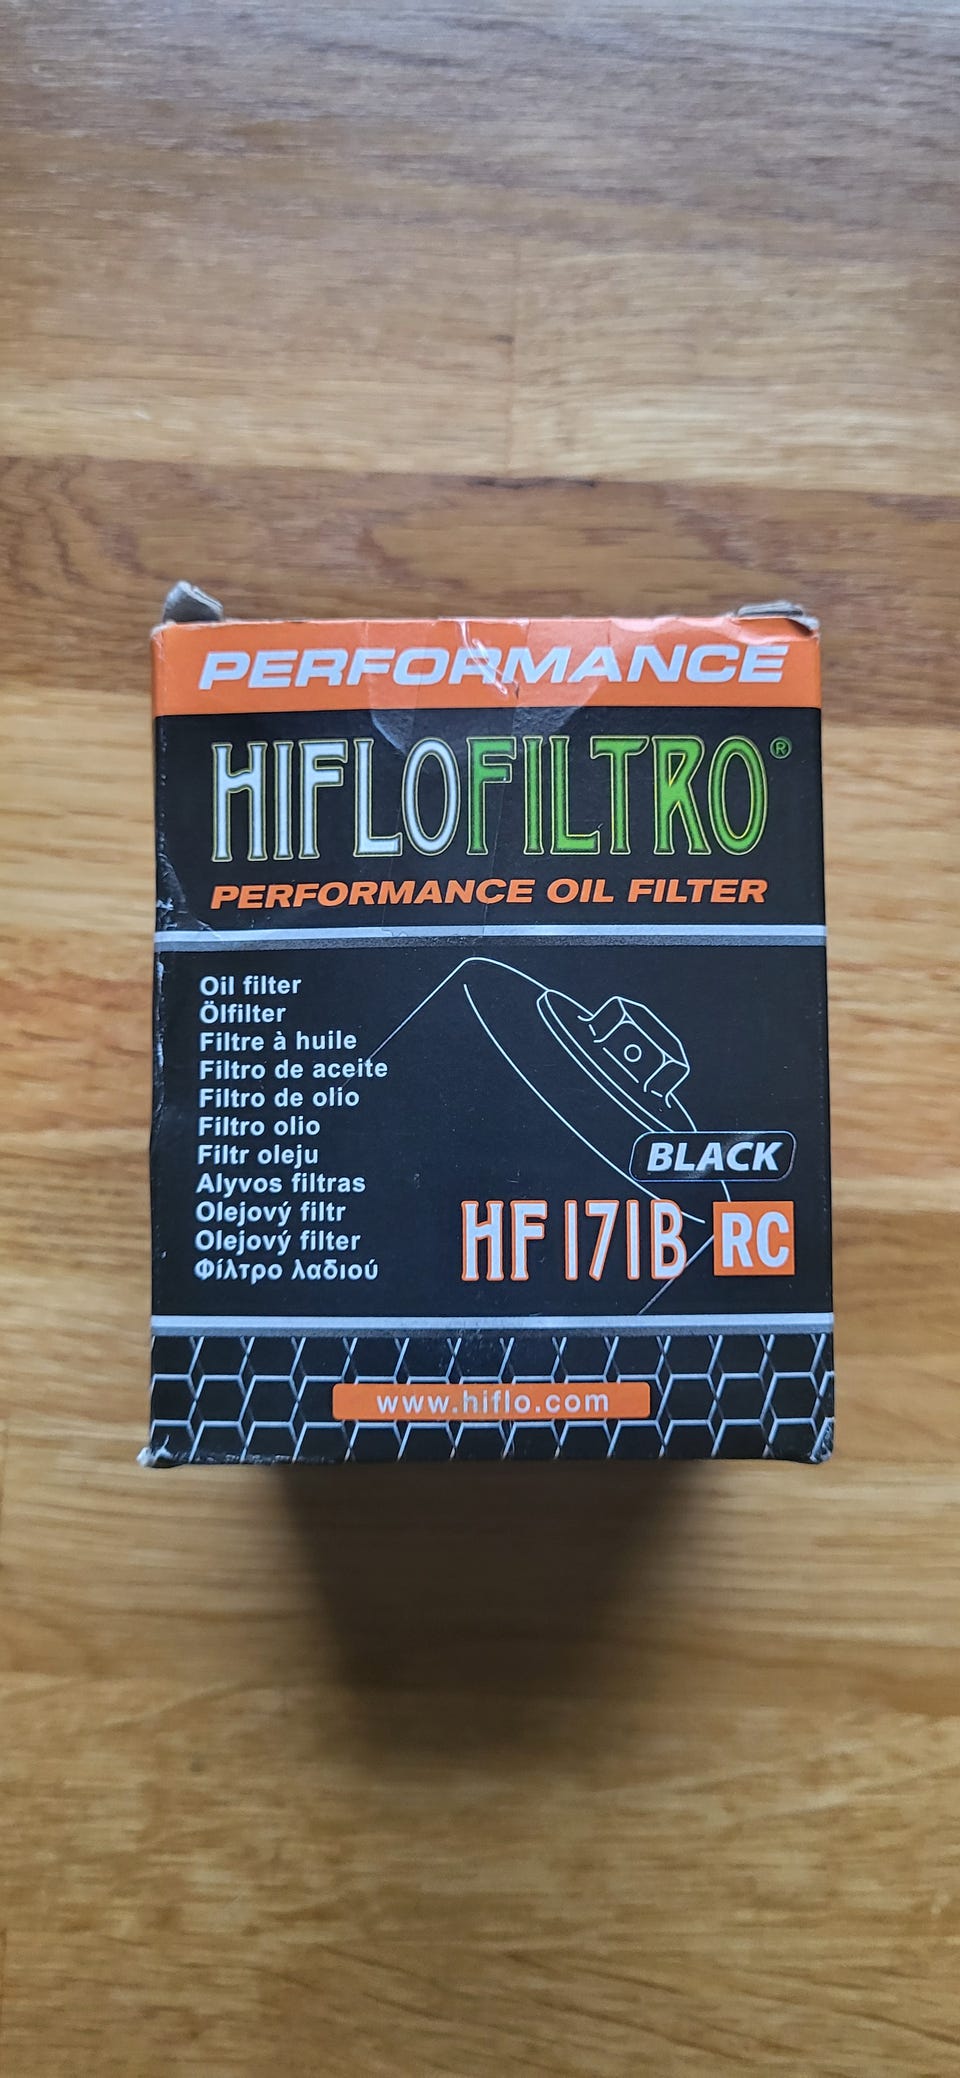 PERFORMANCE
HIFLOFILTRO®
PERFORMANCE OIL FILTER
Oil filter
Ölfilter
Filtre à huile
Filtro de aceite
Filtro de olio
Filtro olio
Filtr oleju
Alyvos filtras
Olejový filtr
Olejový filter
Φίλτρο λαδιού
BLACK
HF171B RC
www.hiflo.com